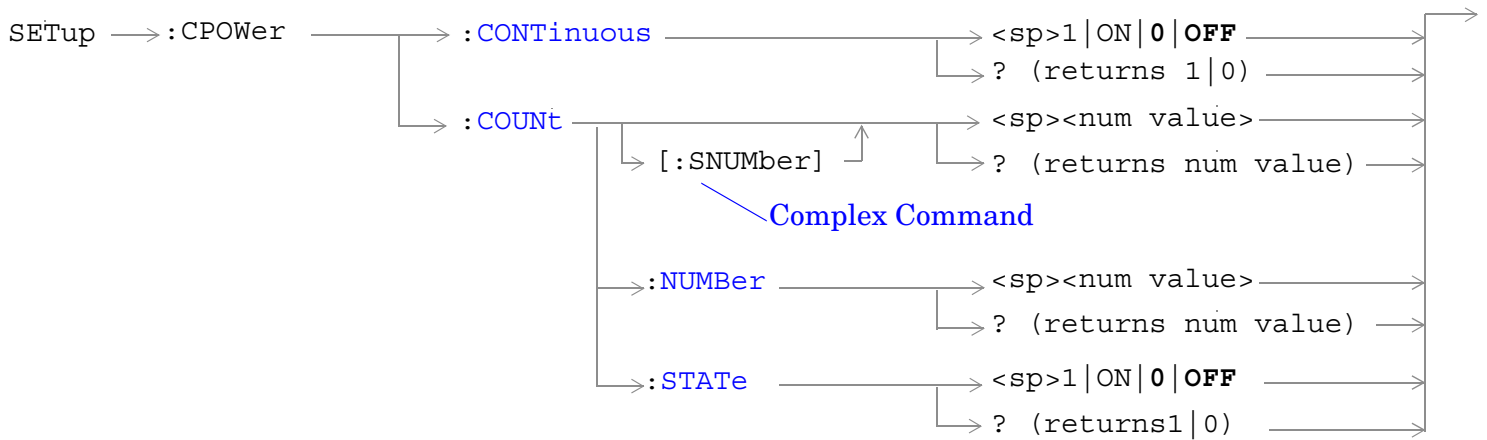 SETup :CPOWer :CONTinuous <sp>1|ON|0|OFF
? (returns 1|0)
:COUNt <sp><num value>
[:SNUMber] ? (returns num value)
Complex Command
:NUMBer <sp><num value>
? (returns num value)
:STATe <sp>1|ON|0|OFF
? (returns1|0)